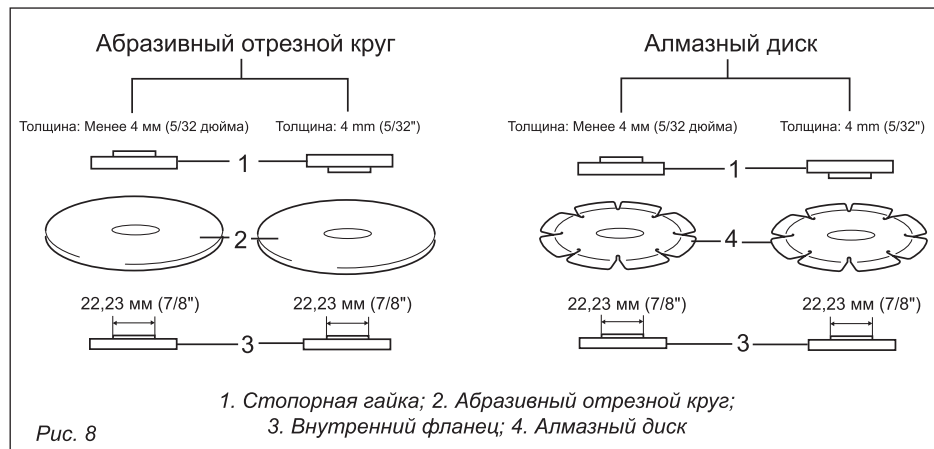 Абразивный отрезной круг
Алмазный диск
Толщина: Менее 4 мм (5/32 дюйма)
Толщина: 4 mm (5/32")
Толщина: Менее 4 мм (5/32 дюйма)
Толщина: 4 mm (5/32")
1
1
2
4
22,23 мм (7/8")
22,23 мм (7/8")
22,23 мм (7/8")
22,23 мм (7/8")
3
3
1. Стопорная гайка; 2. Абразивный отрезной круг;
3. Внутренний фланец; 4. Алмазный диск
Рис. 8